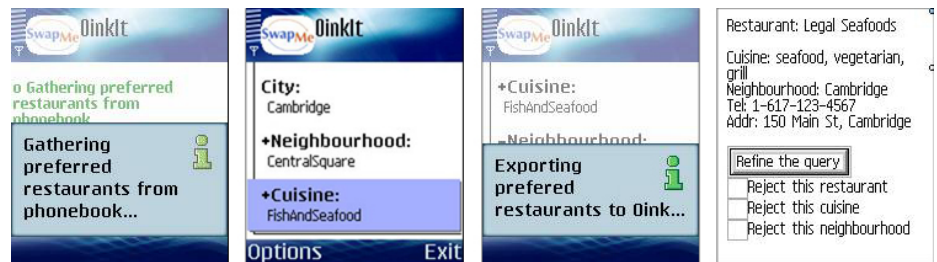 SwapMe OinkIt
o Gathering preferred
restaurants from
phonebook
Gathering
preferred
restaurants from
phonebook...
SwapMe OinkIt
City:
Cambridge
+Neighbourhood:
CentralSquare
+Cuisine:
FishAndSeafood
Options Exit
SwapMe OinkIt
+Cuisine:
FishAndSeafood
-Neighbourhood:
Exporting
prefered
restaurants to Oink...
Restaurant: Legal Seafoods
Cuisine: seafood, vegetarian,
grill
Neighbourhood: Cambridge
Tel: 1-617-123-4567
Addr: 150 Main St, Cambridge
Refine the query
Reject this restaurant
Reject this cuisine
Reject this neighbourhood